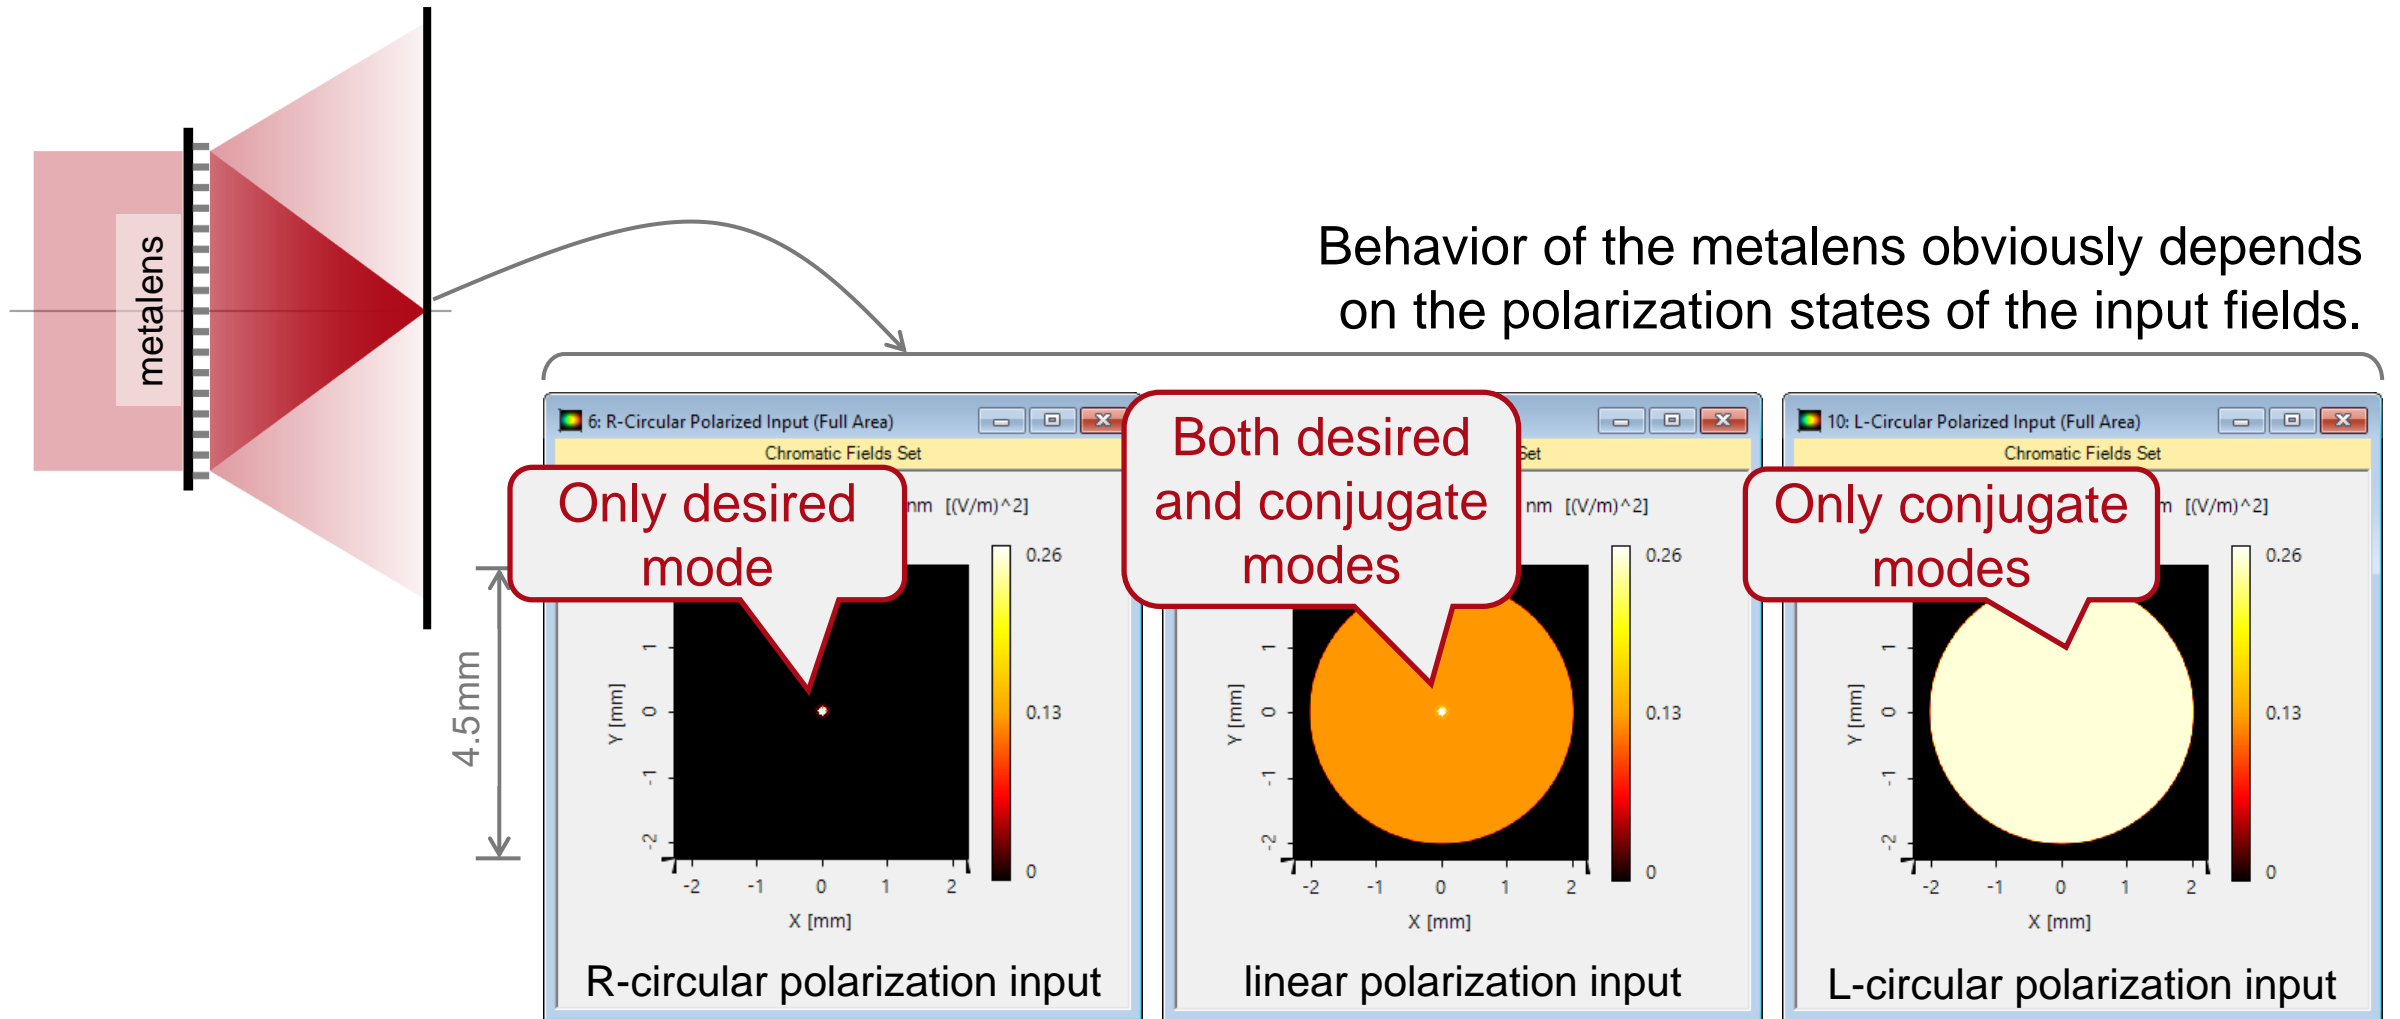 metalens
Behavior of the metalens obviously depends
on the polarization states of the input fields.
6: R-Circular Polarized Input (Full Area)
Chromatic Fields Set
Only desired
mode
nm [(V/m)^2]
0.26
0.13
0
4.5mm
Y [mm]
1
0
-1
-2
-2 -1 0 1 2
X [mm]
R-circular polarization input
Both desired
and conjugate
modes
Set
nm [(V/m)^2]
0.26
0.13
0
Y [mm]
1
0
-1
-2
-2 -1 0 1 2
X [mm]
linear polarization input
10: L-Circular Polarized Input (Full Area)
Chromatic Fields Set
Only conjugate
modes
m [(V/m)^2]
0.26
0.13
0
Y [mm]
1
0
-1
-2
-2 -1 0 1 2
X [mm]
L-circular polarization input